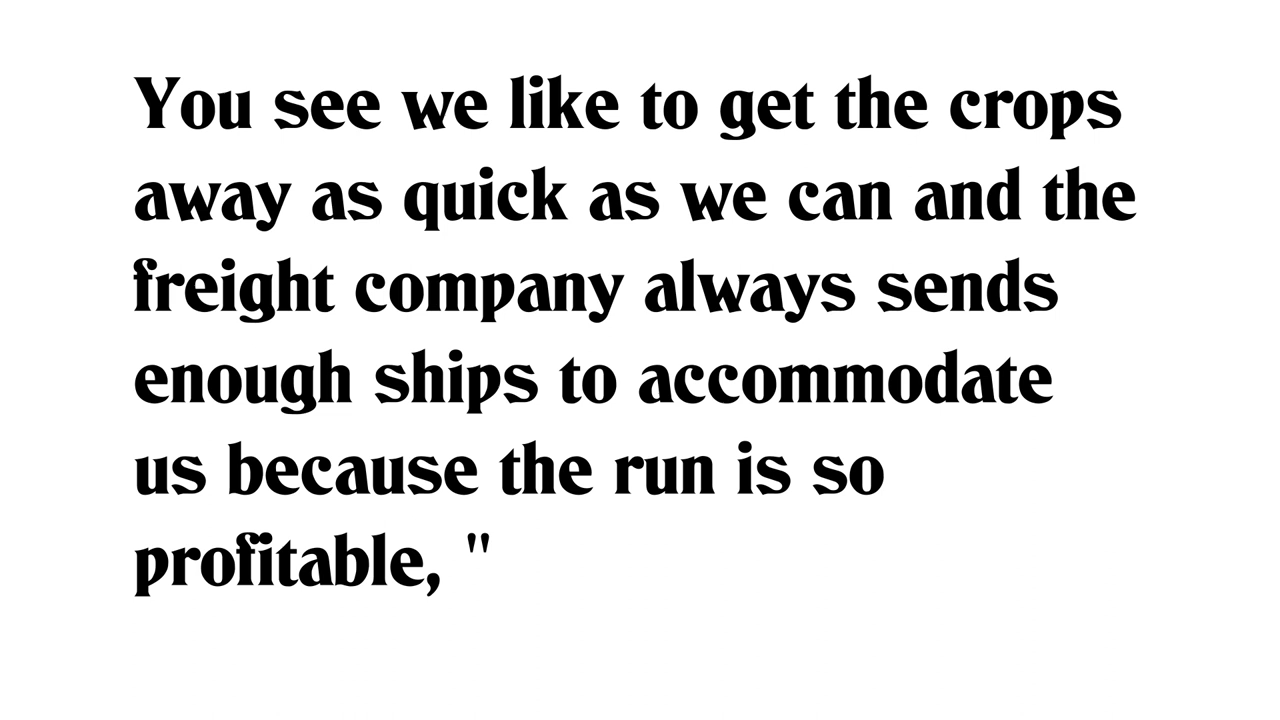 You see we like to get the crops
away as quick as we can and the
freight company always sends
enough ships to accommodate
us because the run is so
profitable, "